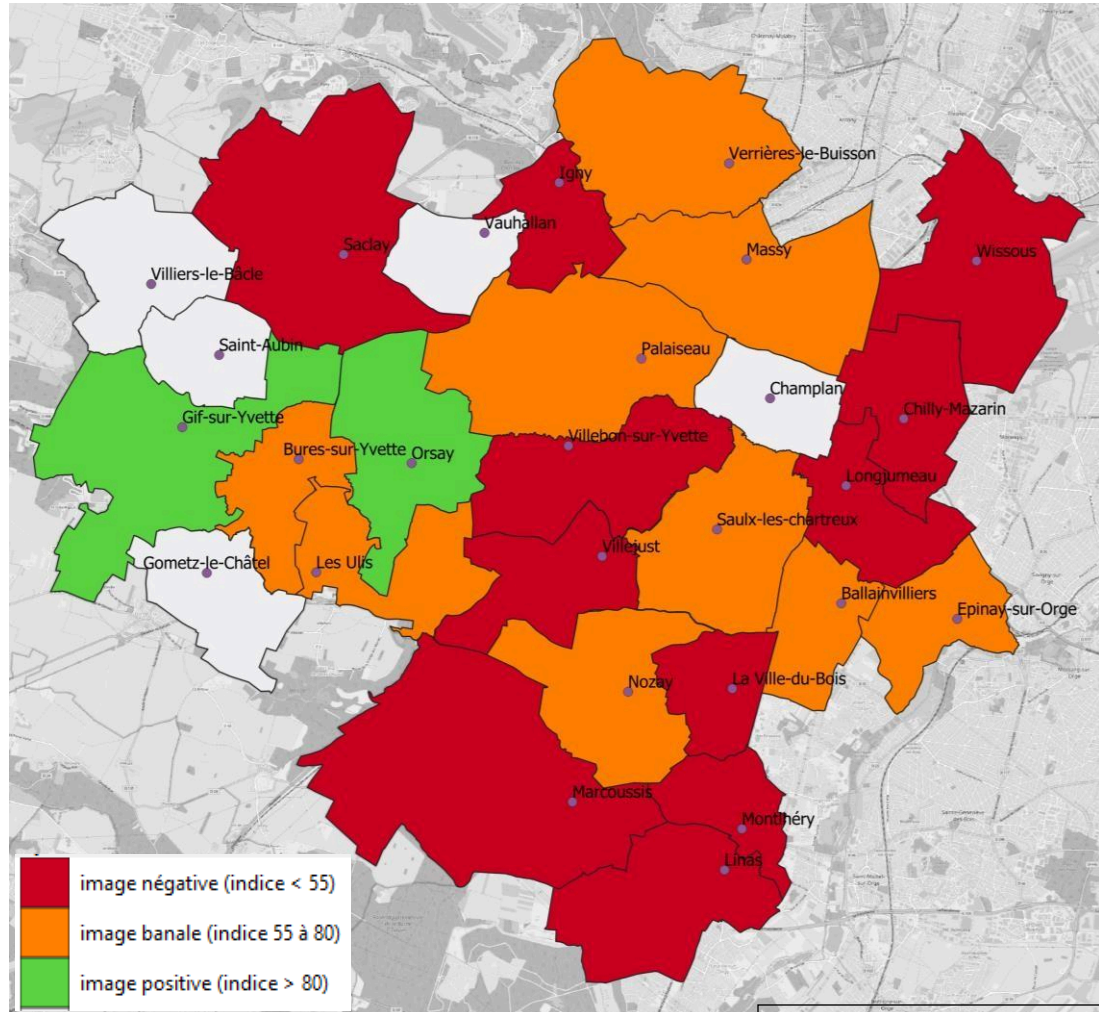 Verrières-le-Buisson
Igny
Vauhallan
Saclay
Massy
Wissous
Villiers-le-Bâcle
Saint-Aubin
Palaiseau
Champlan
Gif-sur-Yvette
Chilly-Mazarin
Villebon-sur-Yvette
Bures-sur-Yvette
Orsay
Longjumeau
Saulx-les-chartreux
Villejust
Gometz-le-Châtel
Les Ulis
Ballainvilliers
Epinay-sur-Orge
Nozay
La Ville-du-Bois
Marcoussis
Montlhéry
Linas
image négative (indice < 55)
image banale (indice 55 à 80)
image positive (indice > 80)